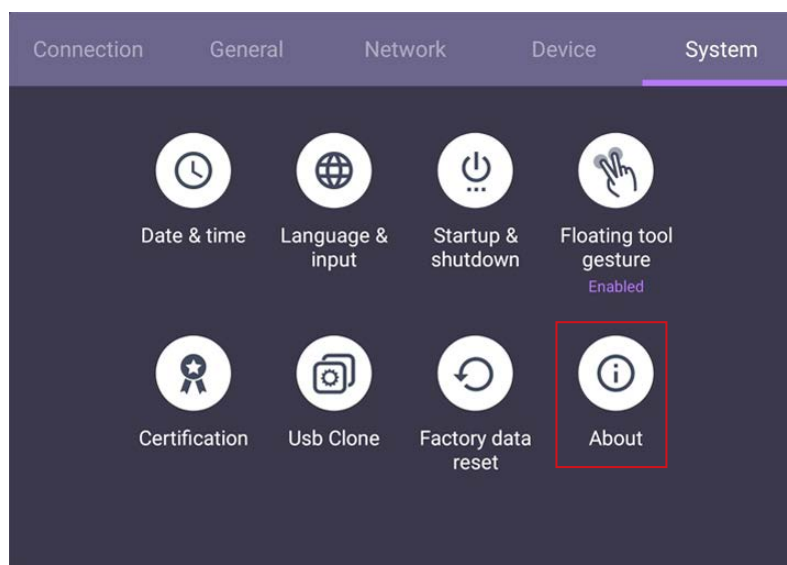 Connection General Network Device System
Date & time Language & input Startup & shutdown Floating tool gesture
Enabled
Certification Usb Clone Factory data reset About